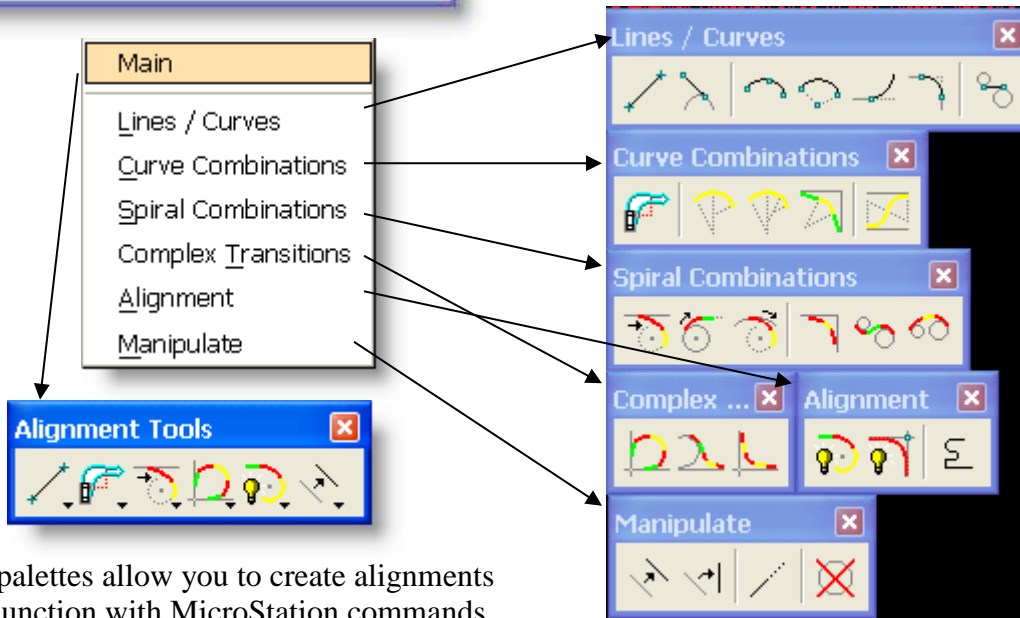 Main
Lines / Curves
Curve Combinations
Spiral Combinations
Complex Transitions
Alignment
Manipulate
Alignment Tools
Lines / Curves
Curve Combinations
Spiral Combinations
Complex ...
Alignment
Manipulate
palettes allow you to create alignments
unction with MicroStation commands